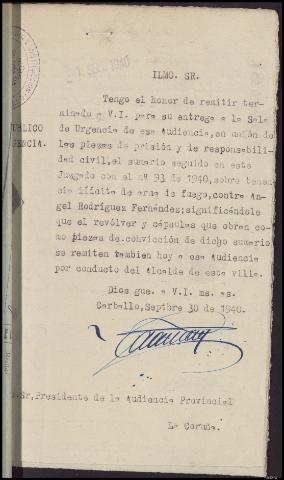 ILMO. SR.
Tengo el honor de remitir ter-
minado a V.I. para su entrega a la Sala
de Urgencia de esa Audiencia, en unión de
las piezas de prisión y de responsabili-
dad civil, el sumario seguido en este
Juzgado con el nº 93 de 1940, sobre tenen-
cia ilícita de arma de fuego, contra An-
gel Rodríguez Fernández; significándole
que el revólver y cápsulas que obran co-
mo piezas de convicción de dicho sumario
se remiten también hoy a esa Audiencia
por conducto del Alcalde de esta villa.
Dios gue. a V.I. ms. as.
Carballo, Septbre 30 de 1940.
Sr, Presidente de la Audiencia Provincial
La Coruña.